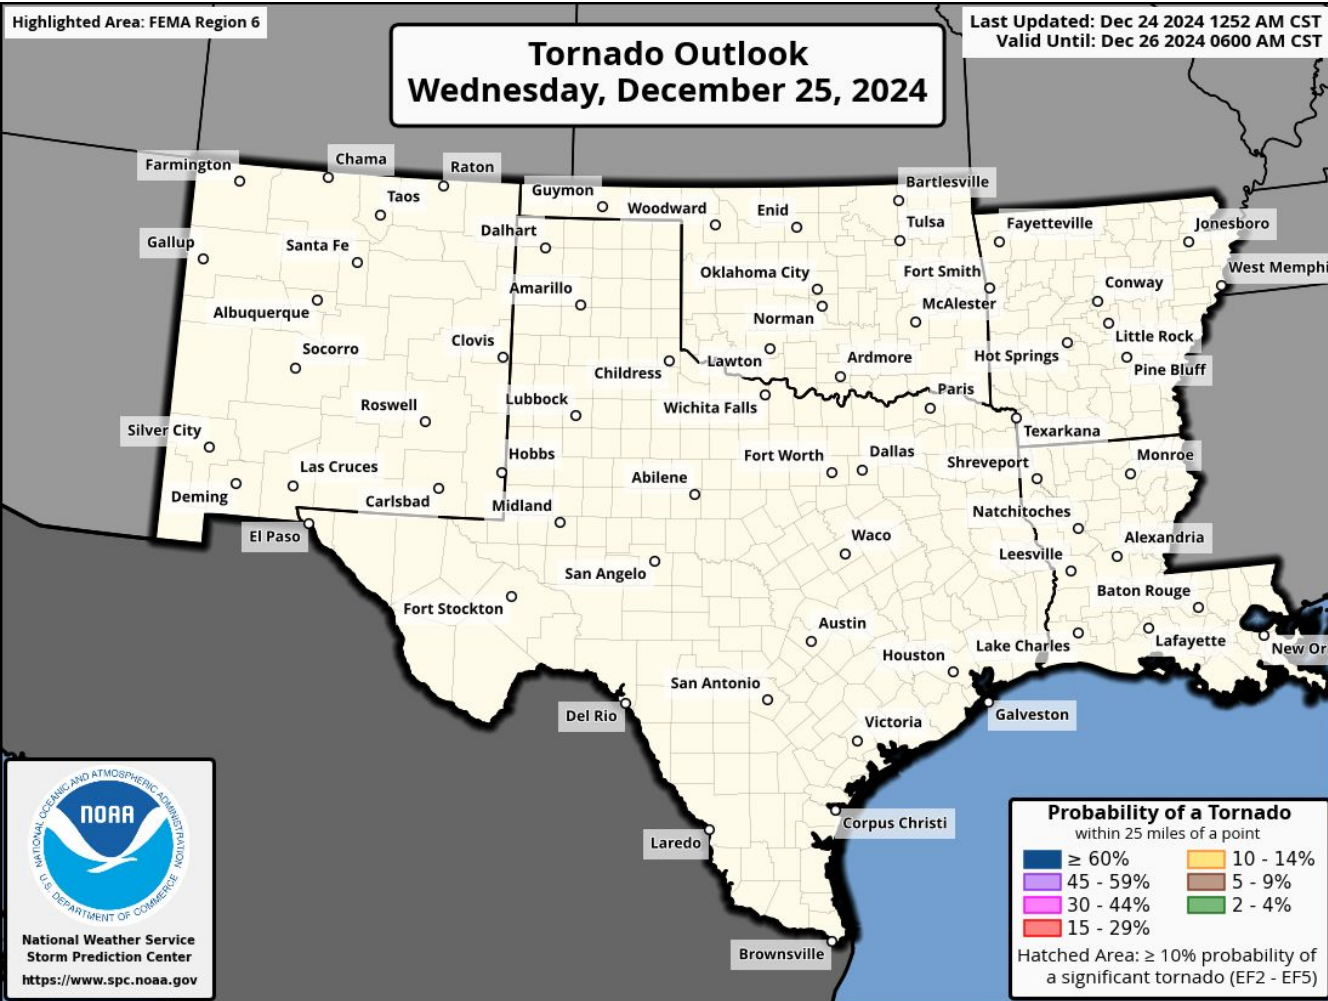 Highlighted Area: FEMA Region 6
Last Updated: Dec 24 2024 1252 AM CST
Valid Until: Dec 26 2024 0600 AM CST
Tornado Outlook
Wednesday, December 25, 2024
Farmington
Chama
Raton
Taos
Guymon
Woodward
Enid
Bartlesville
Tulsa
Fayetteville
Jonesboro
Gallup
Santa Fe
Dalhart
Oklahoma City
Fort Smith
West Memphi
Albuquerque
Amarillo
Norman
McAlester
Conway
Socorro
Clovis
Childress
Lawton
Ardmore
Hot Springs
Little Rock
Pine Bluff
Roswell
Lubbock
Wichita Falls
Paris
Texarkana
Silver City
Las Cruces
Hobbs
Abilene
Fort Worth
Dallas
Shreveport
Monroe
Deming
Carlsbad
Midland
Natchitoches
El Paso
San Angelo
Waco
Leesville
Alexandria
Fort Stockton
Baton Rouge
Austin
Houston
Lake Charles
Lafayette
New Or
San Antonio
Del Rio
Victoria
Galveston
Laredo
Corpus Christi
Brownsville
NATIONAL OCEANIC AND ATMOSPHERIC ADMINISTRATION
NOAA
U.S. DEPARTMENT OF COMMERCE
National Weather Service
Storm Prediction Center
https://www.spc.noaa.gov
Probability of a Tornado
within 25 miles of a point
≥ 60%
10 - 14%
45 - 59%
5 - 9%
30 - 44%
2 - 4%
15 - 29%
Hatched Area: ≥ 10% probability of
a significant tornado (EF2 - EF5)